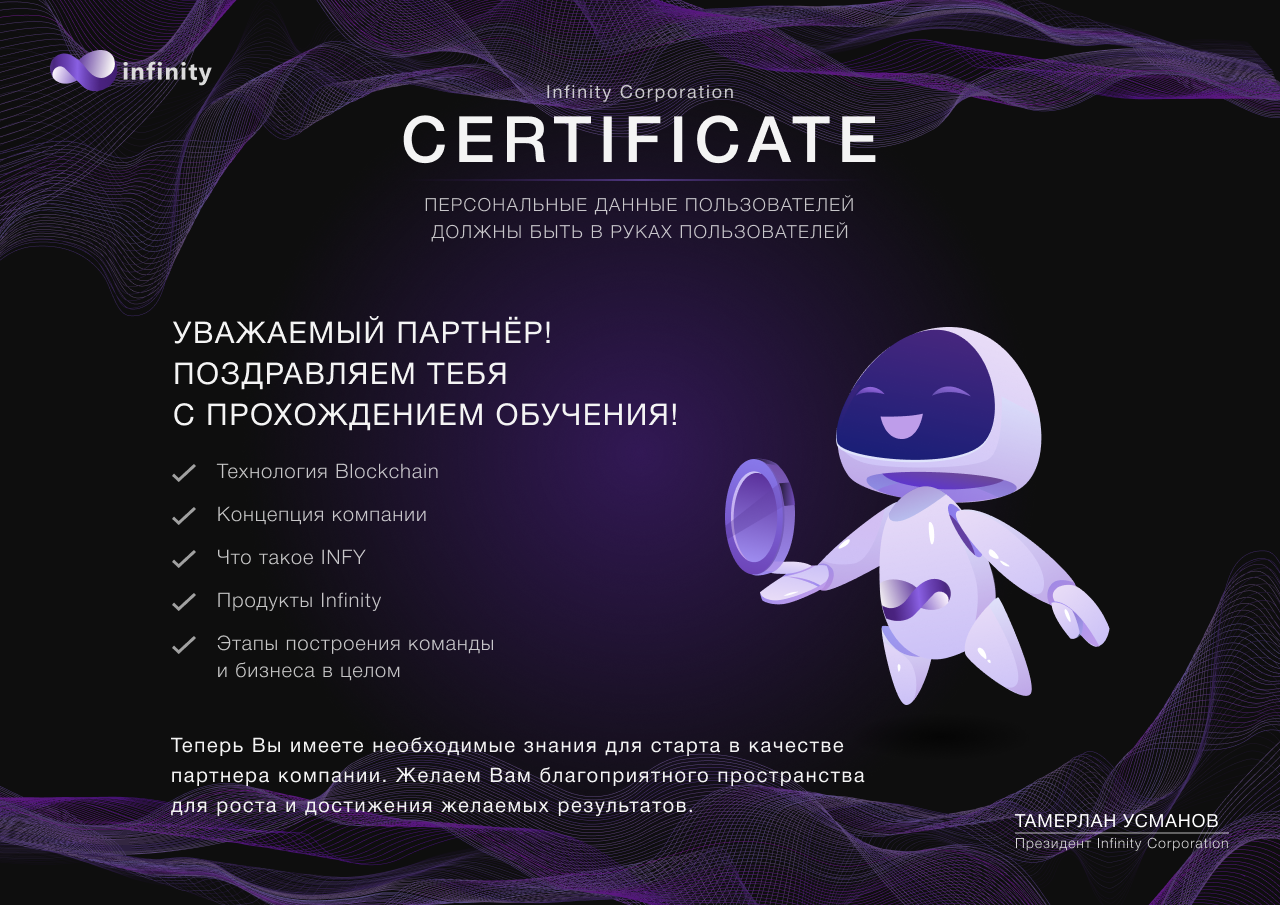 infinity
Infinity Corporation
CERTIFICATE
ПЕРСОНАЛЬНЫЕ ДАННЫЕ ПОЛЬЗОВАТЕЛЕЙ
ДОЛЖНЫ БЫТЬ В РУКАХ ПОЛЬЗОВАТЕЛЕЙ
УВАЖАЕМЫЙ ПАРТНЁР!
ПОЗДРАВЛЯЕМ ТЕБЯ
С ПРОХОЖДЕНИЕМ ОБУЧЕНИЯ!
Технология Blockchain
Концепция компании
Что такое INFY
Продукты Infinity
Этапы построения команды
и бизнеса в целом
Теперь Вы имеете необходимые знания для старта в качестве
партнера компании. Желаем Вам благоприятного пространства
для роста и достижения желаемых результатов.
ТАМЕРЛАН УСМАНОВ
Президент Infinity Corporation